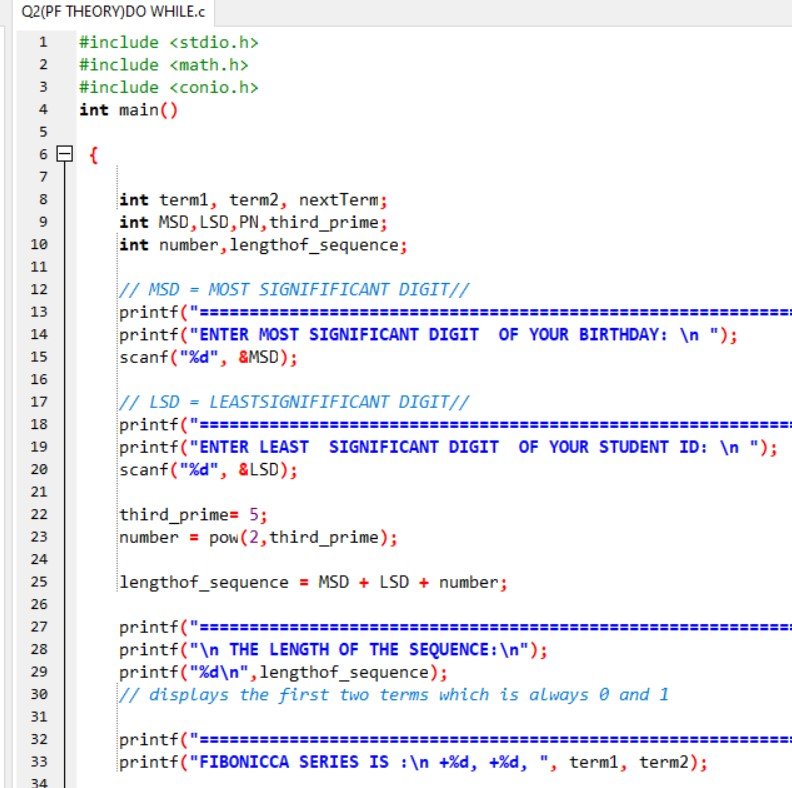 Q2(PF THEORY)DO WHILE.c
1 #include <stdio.h>
2 #include <math.h>
3 #include <conio.h>
4 int main()
5
6 {
7
8 int term1, term2, nextTerm;
9 int MSD,LSD,PN,third_prime;
10 int number,lengthof_sequence;
11
12 // MSD = MOST SIGNIFIFICANT DIGIT//
13 printf("===========================================================
14 printf("ENTER MOST SIGNIFICANT DIGIT  OF YOUR BIRTHDAY: \n ");
15 scanf("%d", &MSD);
16
17 // LSD = LEASTSIGNIFIFICANT DIGIT//
18 printf("===========================================================
19 printf("ENTER LEAST  SIGNIFICANT DIGIT  OF YOUR STUDENT ID: \n ");
20 scanf("%d", &LSD);
21
22 third_prime= 5;
23 number = pow(2,third_prime);
24
25 lengthof_sequence = MSD + LSD + number;
26
27 printf("===========================================================
28 printf("\n THE LENGTH OF THE SEQUENCE:\n");
29 printf("%d\n",lengthof_sequence);
30 // displays the first two terms which is always 0 and 1
31
32 printf("===========================================================
33 printf("FIBONICCA SERIES IS :\n +%d, +%d, ", term1, term2);
34